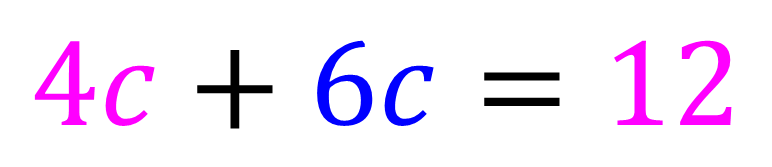 4c + 6c = 12